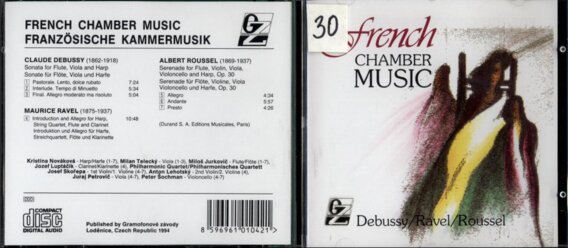 FRENCH CHAMBER MUSIC
FRANZÖSISCHE KAMMERMUSIK
GZ
CLAUDE DEBUSSY (1862-1918)
Sonata for Flute, Viola and Harp
Sonate für Flöte, Viola und Harfe
1 Pastorale. Lento, dolce rubato 7:24
2 Interlude. Tempo di Minuetto 5:34
3 Final. Allegro moderato ma risoluto 5:04
MAURICE RAVEL (1875-1937)
4 Introduction and Allegro for Harp, 10:48
String Quartet, Flute and Clarinet
Introduktion und Allegro für Harfe,
Streichquartett, Flöte und Klarinette
ALBERT ROUSSEL (1869-1937)
Serenade for Flute, Violin, Viola,
Violoncello and Harp, Op. 30
Serenade für Flöte, Violine, Viola
Violoncello und Harfe, Op. 30
5 Allegro 4:34
6 Andante 5:57
7 Presto 4:26
(Durand S. A. Editions Musicales, Paris)
Kristina Nováková - Harp/Harfe (1-7), Milan Telecký - Viola (1-3), Miloš Jurkovič - Flute/Flöte (1-7),
Jozef Luptáčik - Clarinet/Klarinette (4), Philharmonic Quartet/Philharmonisches Quartett
Josef Skořepa - 1st Violin/1. Violine (4-7), Anton Lehotský - 2nd Violin/2. Violine (4)
Juraj Petrovič - Viola (4-7), Peter Šochman - Violoncello (4-7)
DDD
COMPACT
disc
DIGITAL AUDIO
Published by Gramofonové závody
Loděnice, Czech Republic 1994
8 596961 010421
30
French
CHAMBER
MUSIC
GZ
Debussy/Ravel/Roussel